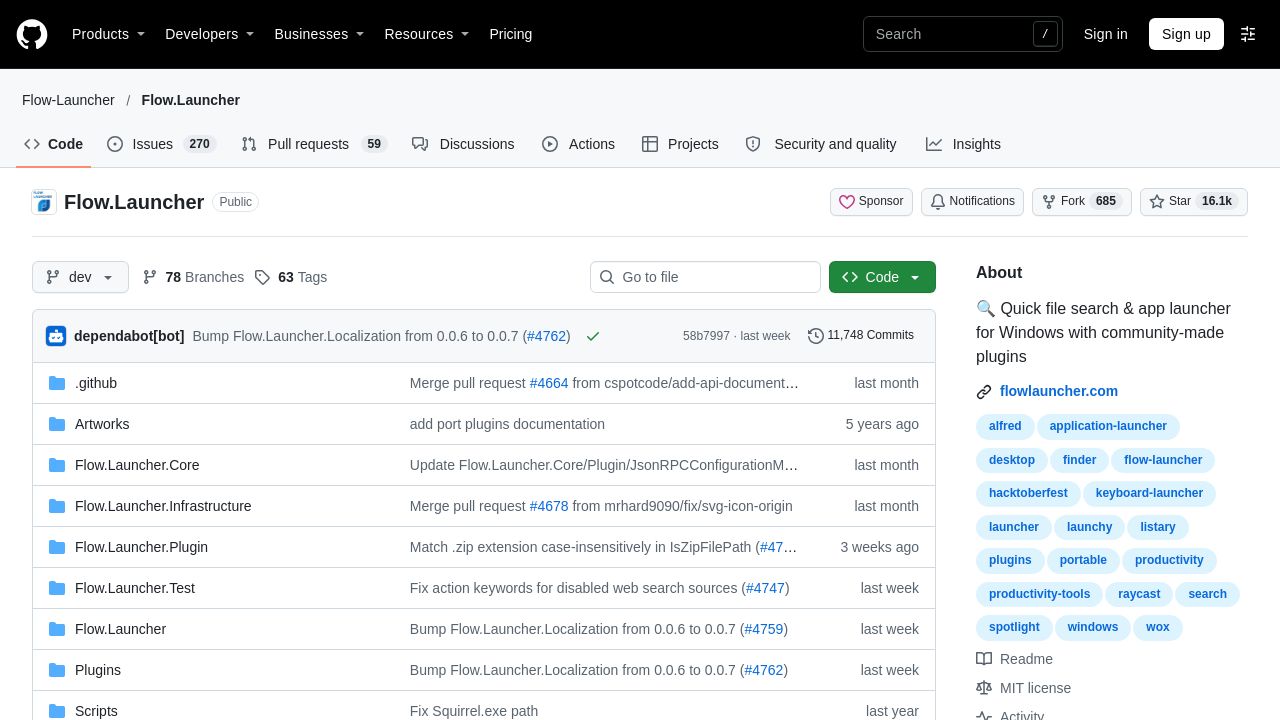 Products Developers Businesses Resources Pricing Search / Sign in Sign up
Flow-Launcher / Flow.Launcher
Code Issues 270 Pull requests 59 Discussions Actions Projects Security and quality Insights
Flow.Launcher Public Sponsor Notifications Fork 685 Star 16.1k
dev 78 Branches 63 Tags Go to file Code
dependabot[bot] Bump Flow.Launcher.Localization from 0.0.6 to 0.0.7 (#4762) 58b7997 · last week 11,748 Commits
.github Merge pull request #4664 from cspotcode/add-api-document… last month
Artworks add port plugins documentation 5 years ago
Flow.Launcher.Core Update Flow.Launcher.Core/Plugin/JsonRPCConfigurationM… last month
Flow.Launcher.Infrastructure Merge pull request #4678 from mrhard9090/fix/svg-icon-origin last month
Flow.Launcher.Plugin Match .zip extension case-insensitively in IsZipFilePath (#47… 3 weeks ago
Flow.Launcher.Test Fix action keywords for disabled web search sources (#4747) last week
Flow.Launcher Bump Flow.Launcher.Localization from 0.0.6 to 0.0.7 (#4759) last week
Plugins Bump Flow.Launcher.Localization from 0.0.6 to 0.0.7 (#4762) last week
Scripts Fix Squirrel.exe path last year
About
🔍 Quick file search & app launcher
for Windows with community-made
plugins
flowlauncher.com
alfred application-launcher
desktop finder flow-launcher
hacktoberfest keyboard-launcher
launcher launchy listary
plugins portable productivity
productivity-tools raycast search
spotlight windows wox
Readme
MIT license
Activity